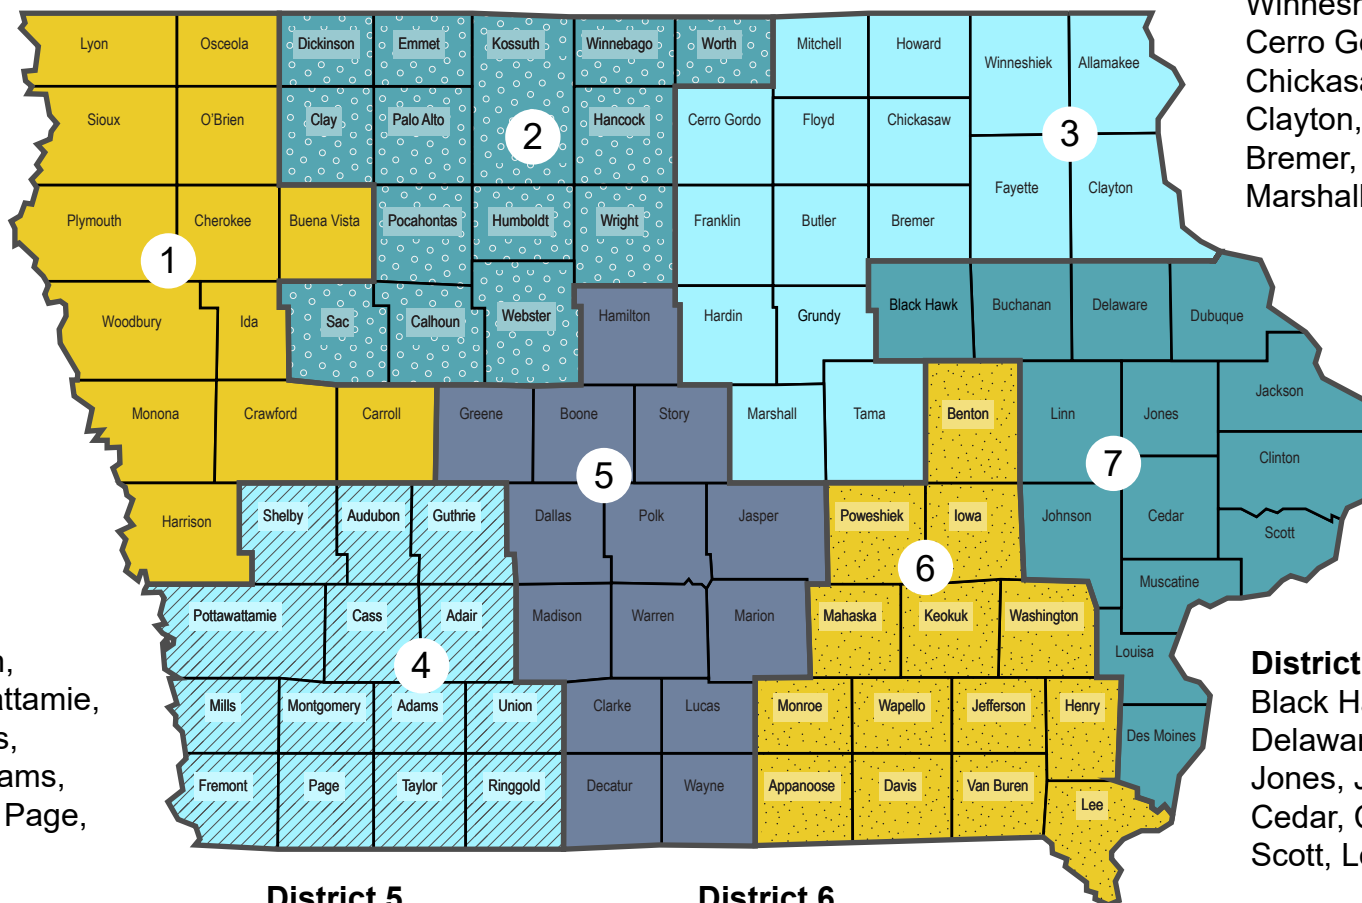 Winnesh
Cerro Go
Chickasa
Clayton,
Bremer,
Marshall
Lyon
Osceola
Dickinson
Emmet
Kossuth
Winnebago
Worth
Mitchell
Howard
Winneshiek
Allamakee
Sioux
O'Brien
Clay
Palo Alto
2
Hancock
Cerro Gordo
Floyd
Chickasaw
3
Plymouth
Cherokee
Buena Vista
Pocahontas
Humboldt
Wright
Franklin
Butler
Bremer
Fayette
Clayton
1
Woodbury
Ida
Sac
Calhoun
Webster
Hamilton
Hardin
Grundy
Black Hawk
Buchanan
Delaware
Dubuque
Monona
Crawford
Carroll
Greene
Boone
Story
Marshall
Tama
Benton
Linn
Jones
Jackson
5
7
Clinton
Harrison
Shelby
Audubon
Guthrie
Dallas
Polk
Jasper
Poweshiek
Iowa
Johnson
Cedar
Scott
6
Muscatine
Pottawattamie
Cass
Adair
Madison
Warren
Marion
Mahaska
Keokuk
Washington
Louisa
4
Mills
Montgomery
Adams
Union
Clarke
Lucas
Monroe
Wapello
Jefferson
Henry
Des Moines
Fremont
Page
Taylor
Ringgold
Decatur
Wayne
Appanoose
Davis
Van Buren
Lee
n,
attamie,
s,
ams,
Page,
District
Black Ha
Delawar
Jones, J
Cedar, C
Scott, Lo
District 5
District 6